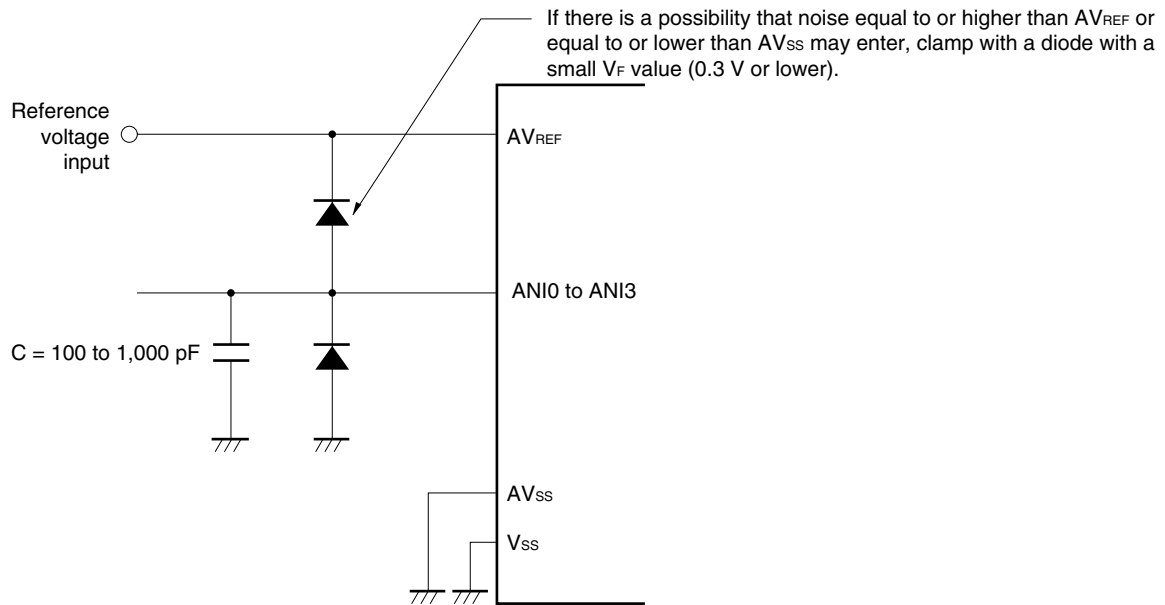 If there is a possibility that noise equal to or higher than AVREF or
equal to or lower than AVSS may enter, clamp with a diode with a
small VF value (0.3 V or lower).
Reference
voltage
input
AVREF
ANI0 to ANI3
C = 100 to 1,000 pF
AVSS
VSS